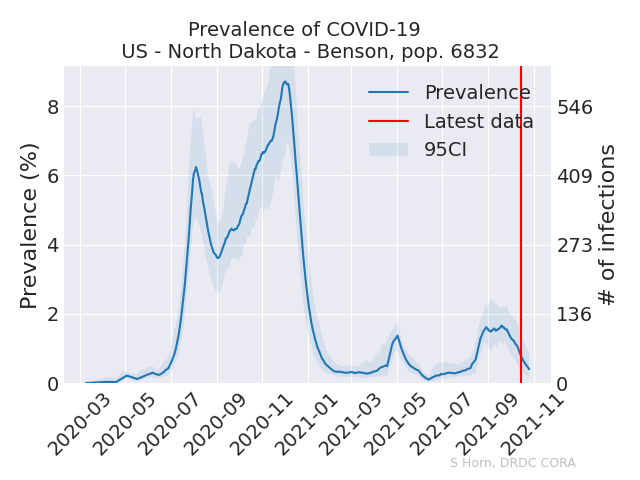 Prevalence of COVID-19
US - North Dakota - Benson, pop. 6832
Prevalence (%)
8
6
4
2
0
Prevalence
Latest data
95CI
546
409
273
136
0
# of infections
2020-03
2020-05
2020-07
2020-09
2020-11
2021-01
2021-03
2021-05
2021-07
2021-09
2021-11
S Horn, DRDC CORA